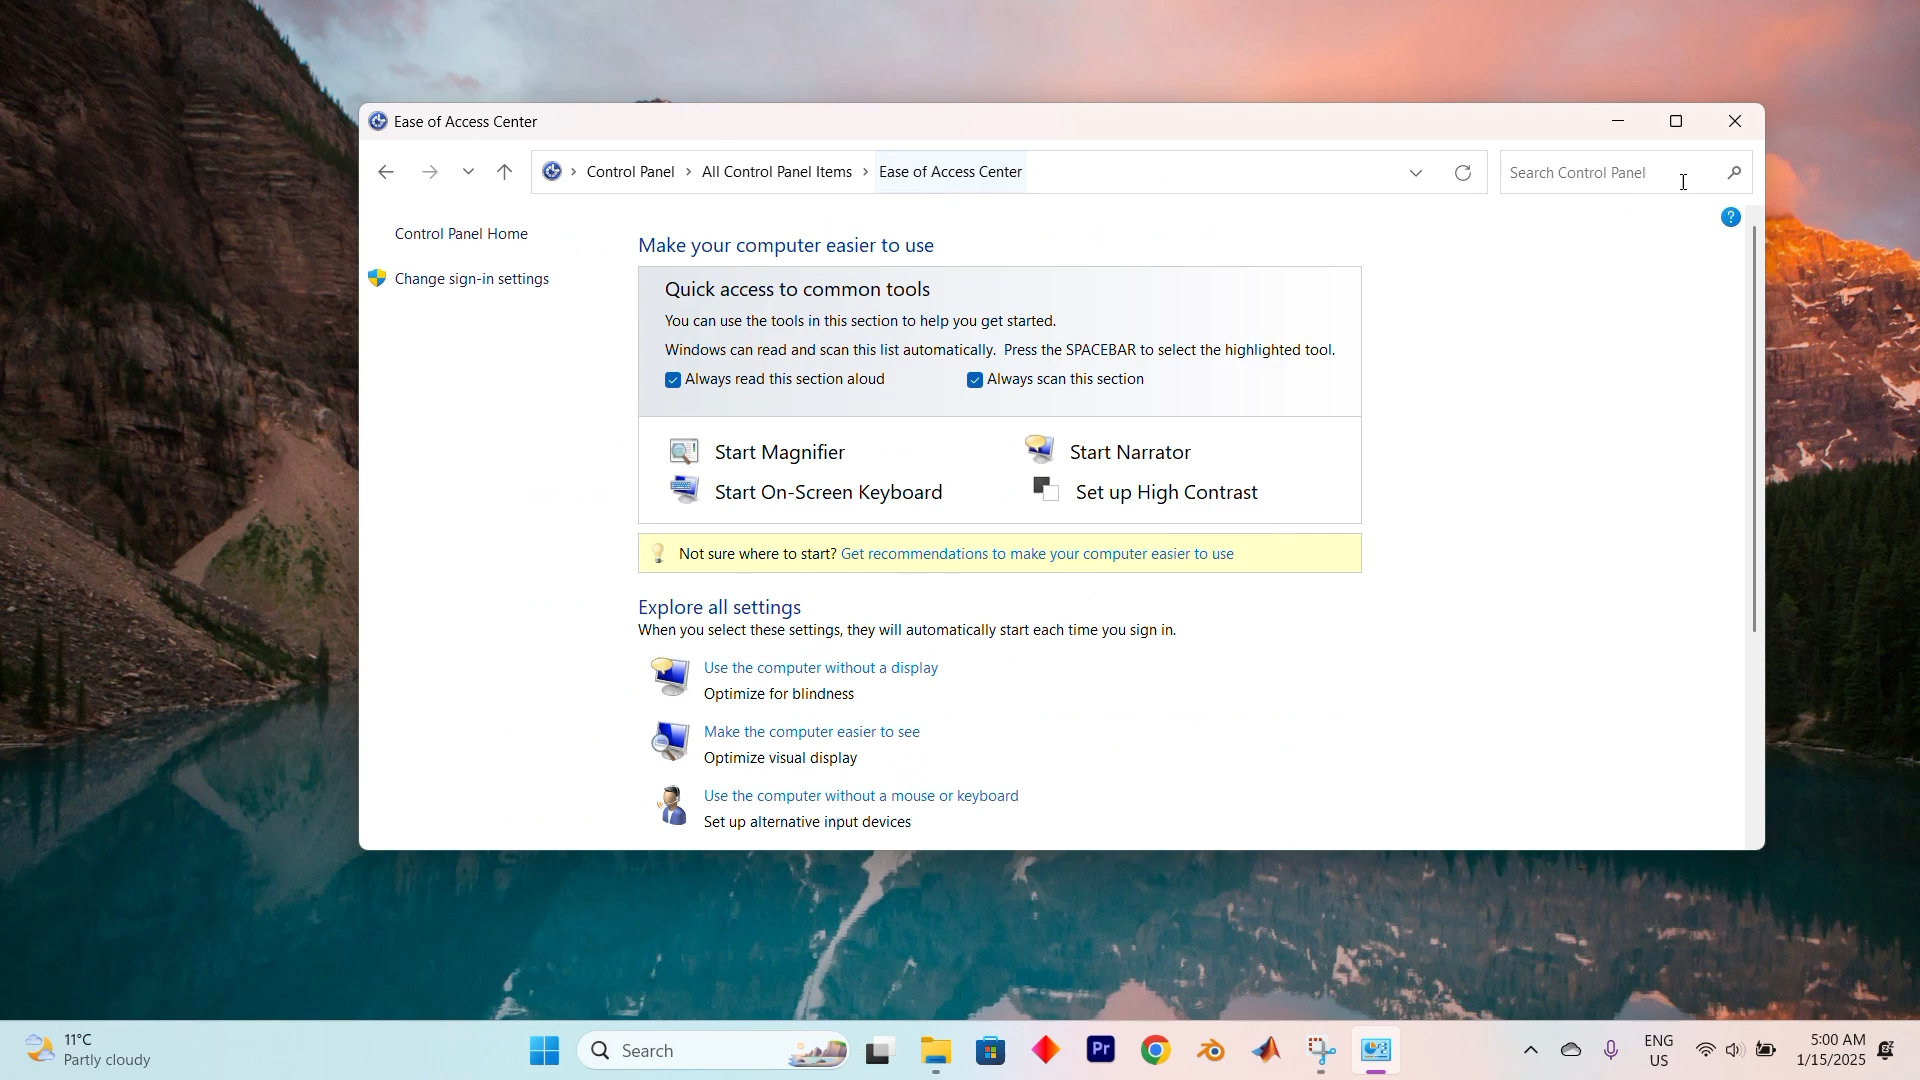 Ease of Access Center
Control Panel
All Control Panel Items
Ease of Access Center
Search Control Panel
?
Control Panel Home
Change sign-in settings
Make your computer easier to use
Quick access to common tools
You can use the tools in this section to help you get started.
Windows can read and scan this list automatically. Press the SPACEBAR to select the highlighted tool.
Always read this section aloud
Always scan this section
Start Magnifier
Start Narrator
Start On-Screen Keyboard
Set up High Contrast
Not sure where to start? Get recommendations to make your computer easier to use
Explore all settings
When you select these settings, they will automatically start each time you sign in.
Use the computer without a display
Optimize for blindness
Make the computer easier to see
Optimize visual display
Use the computer without a mouse or keyboard
Set up alternative input devices
11°C
Partly cloudy
Search
Pr
ENG
US
5:00 AM
1/15/2025